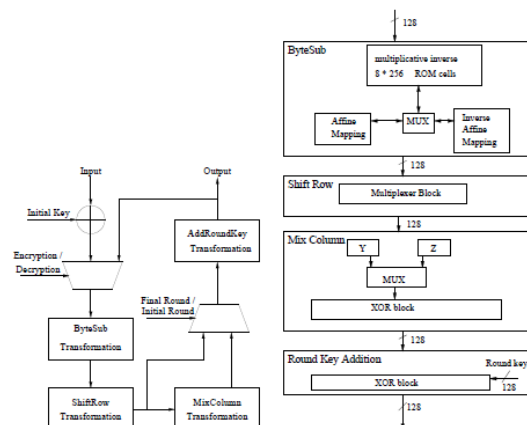 Input
Output
Initial Key
Encryption /
Decryption
AddRoundKey
Transformation
Final Round /
Initial Round
ByteSub
Transformation
ShiftRow
Transformation
MixColumn
Transformation
128
ByteSub
multiplicative inverse
8 * 256 ROM cells
Affine
Mapping
MUX
Inverse
Affine
Mapping
128
Shift Row
Multiplexer Block
128
Mix Column
Y
Z
MUX
XOR block
128
Round Key Addition
Round key
XOR block
128
128